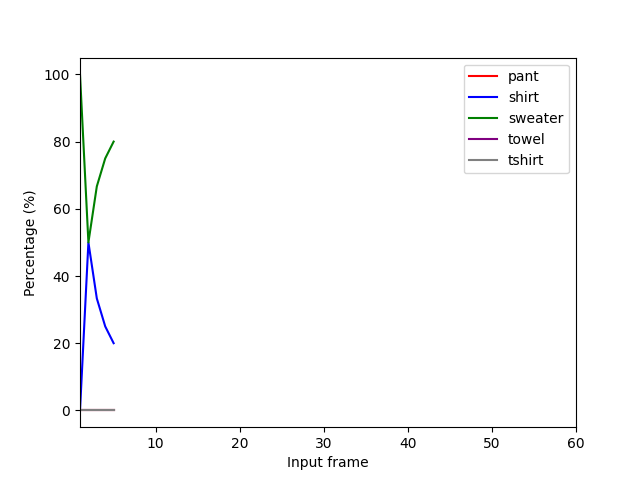 pant
shirt
sweater
towel
tshirt
100
80
60
40
20
0
Percentage (%)
10 20 30 40 50 60
Input frame